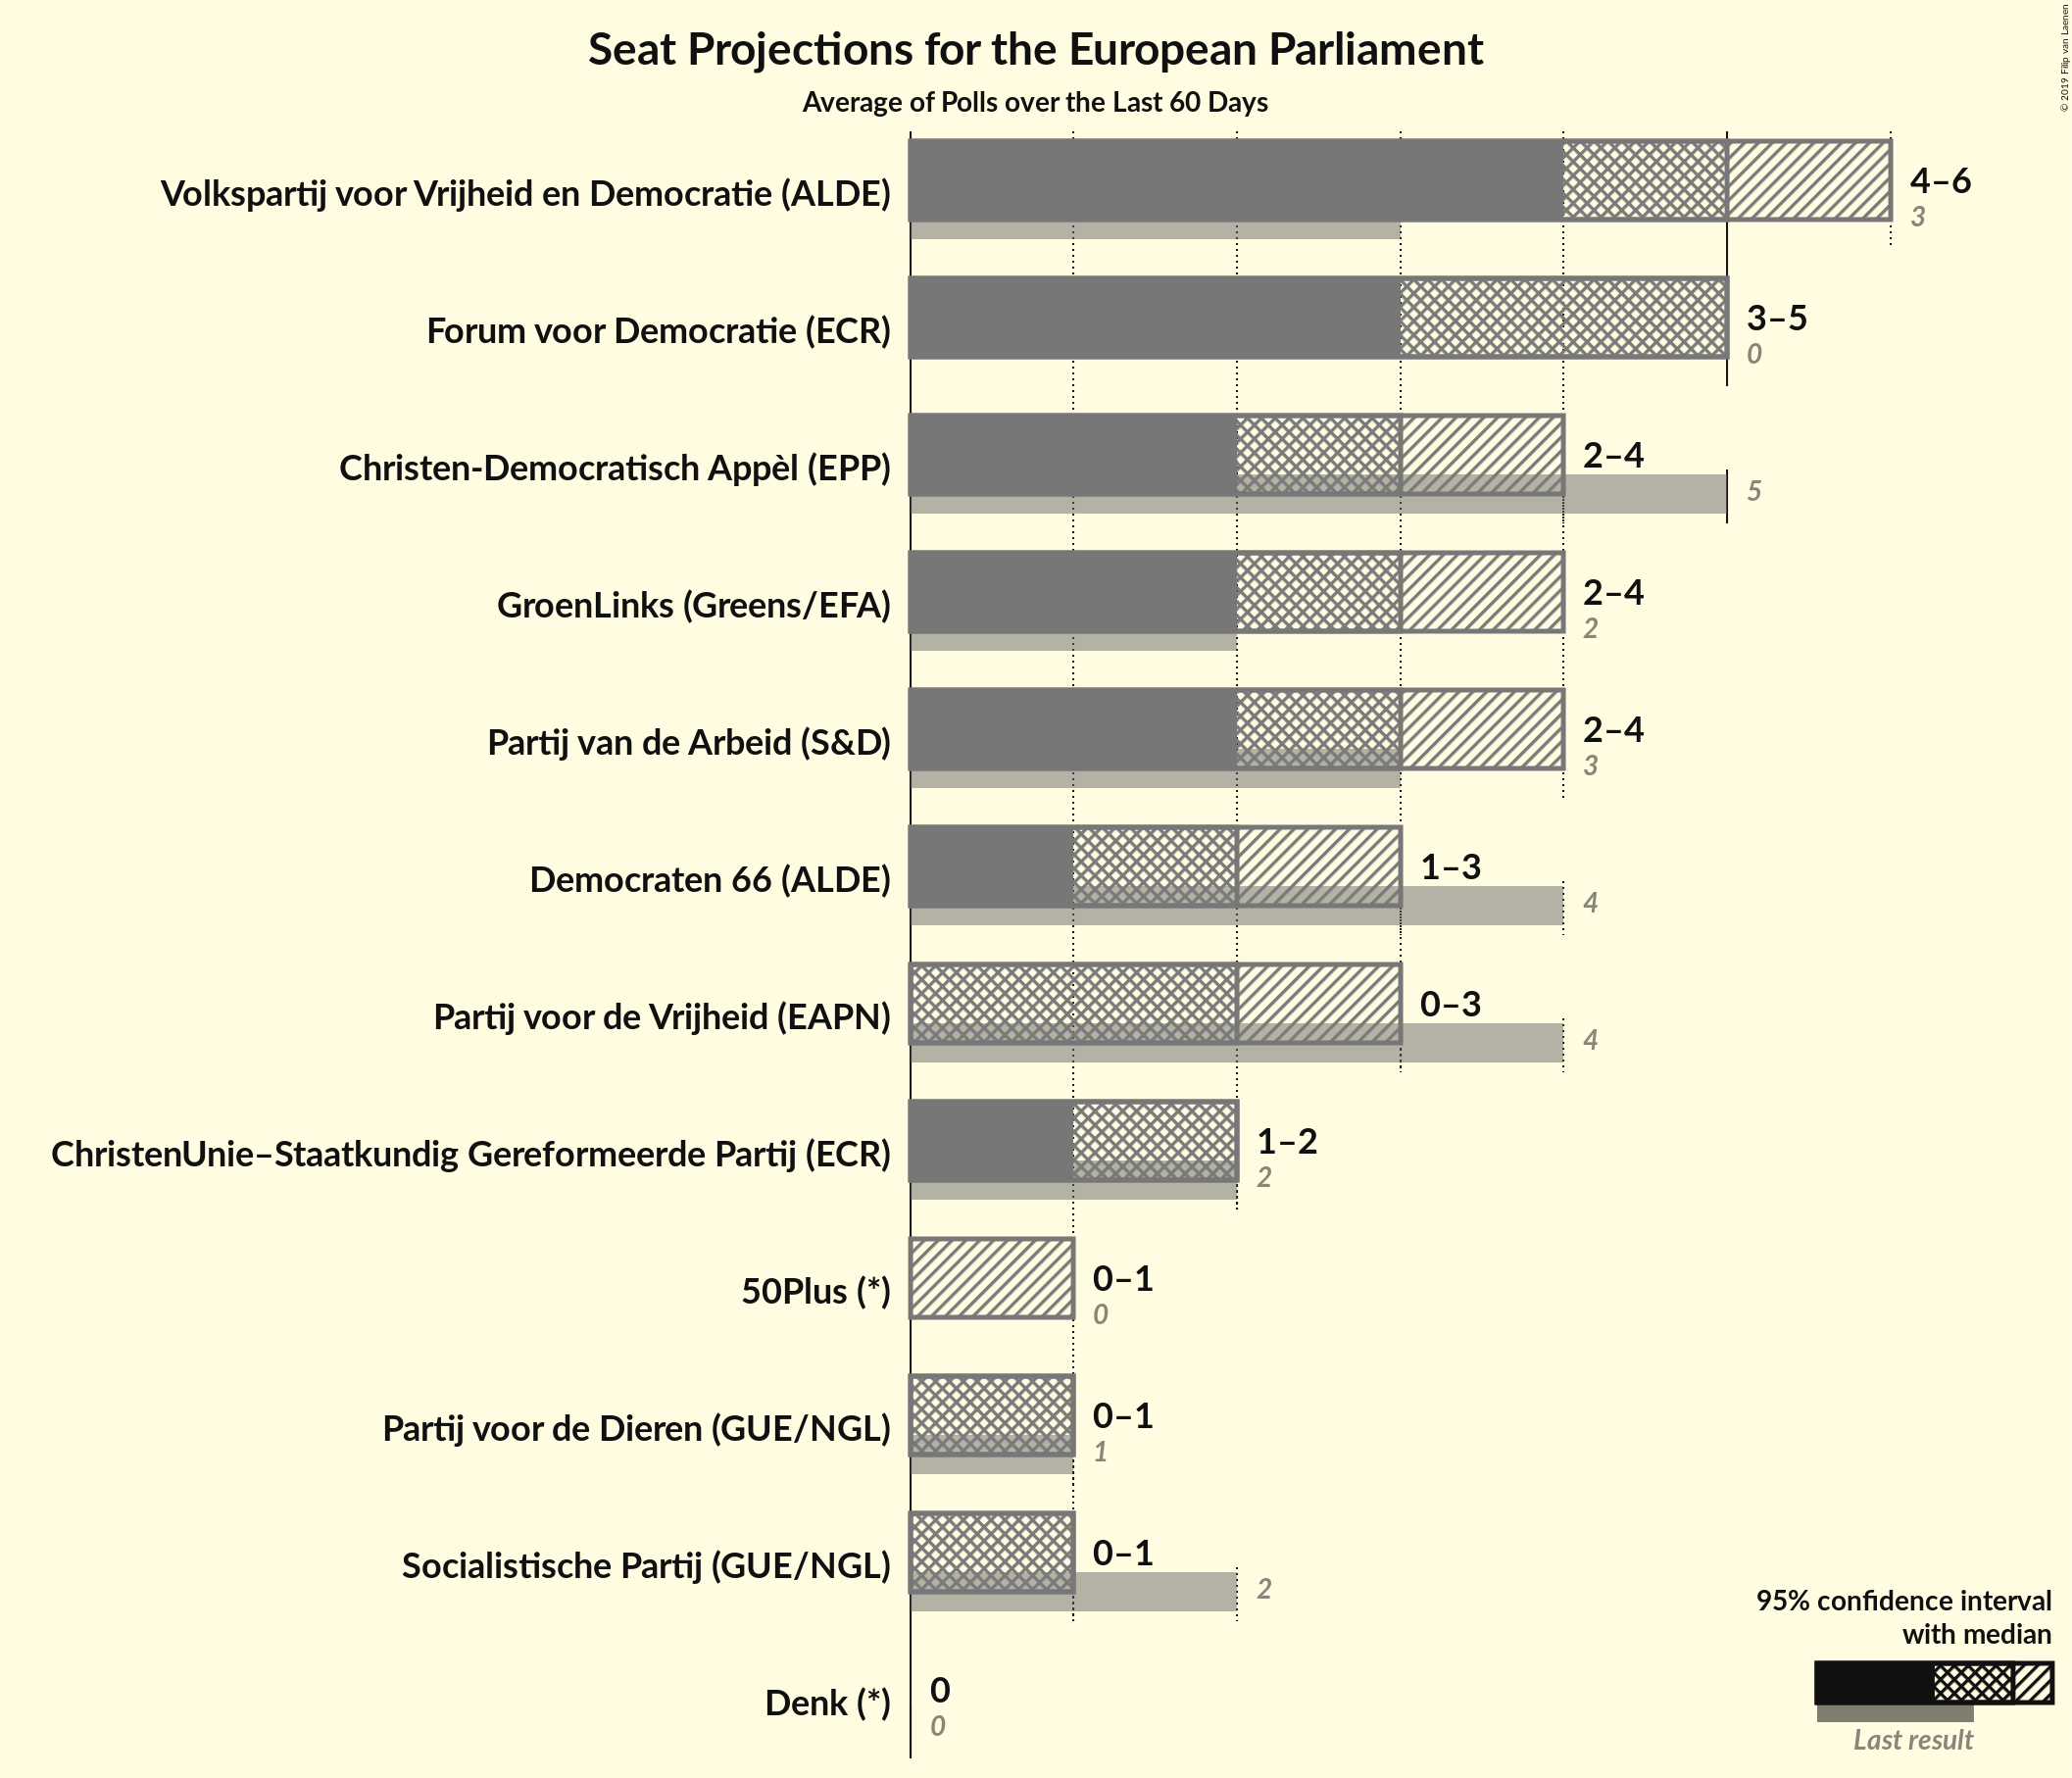 Seat Projections for the European Parliament
Average of Polls over the Last 60 Days
© 2019 Filip van Laenen
Volkspartij voor Vrijheid en Democratie (ALDE)
4–6
3
Forum voor Democratie (ECR)
3–5
0
Christen-Democratisch Appèl (EPP)
2–4
5
GroenLinks (Greens/EFA)
2–4
2
Partij van de Arbeid (S&D)
2–4
3
Democraten 66 (ALDE)
1–3
4
Partij voor de Vrijheid (EAPN)
0–3
4
ChristenUnie–Staatkundig Gereformeerde Partij (ECR)
1–2
2
50Plus (*)
0–1
0
Partij voor de Dieren (GUE/NGL)
0–1
1
Socialistische Partij (GUE/NGL)
0–1
2
Denk (*)
0
0
95% confidence interval
with median
Last result